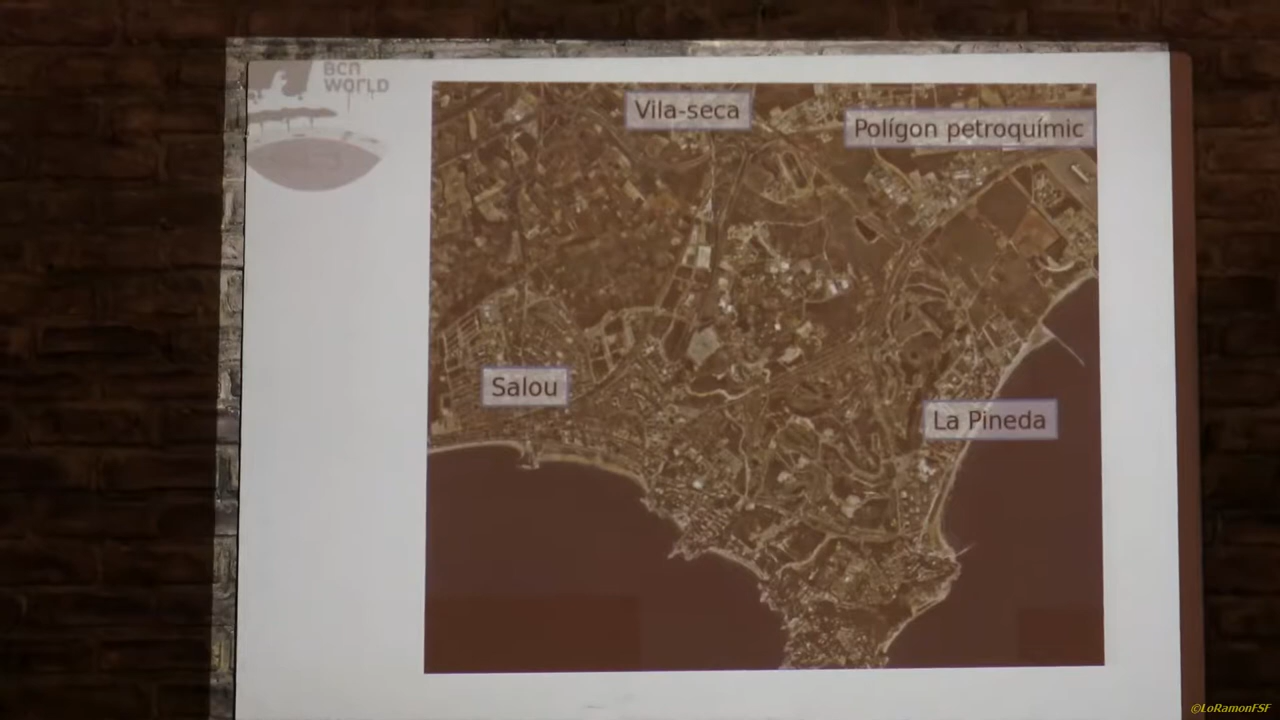 BCN
WORLD
Vila-seca
Polígon petroquímic
Salou
La Pineda
©LoRamonFSF